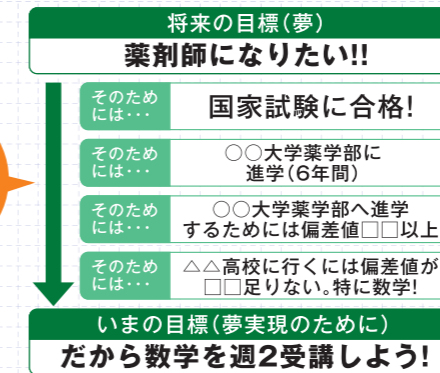 将来の目標(夢)
薬剤師になりたい!!
そのため
には・・・
国家試験に合格!
そのため
には・・・
○○大学薬学部に
進学(6年間)
そのため
には・・・
○○大学薬学部へ進学
するためには偏差値□□以上
そのため
には・・・
△△高校に行くには偏差値が
□□足りない。特に数学!
いまの目標(夢実現のために)
だから数学を週2受講しよう!